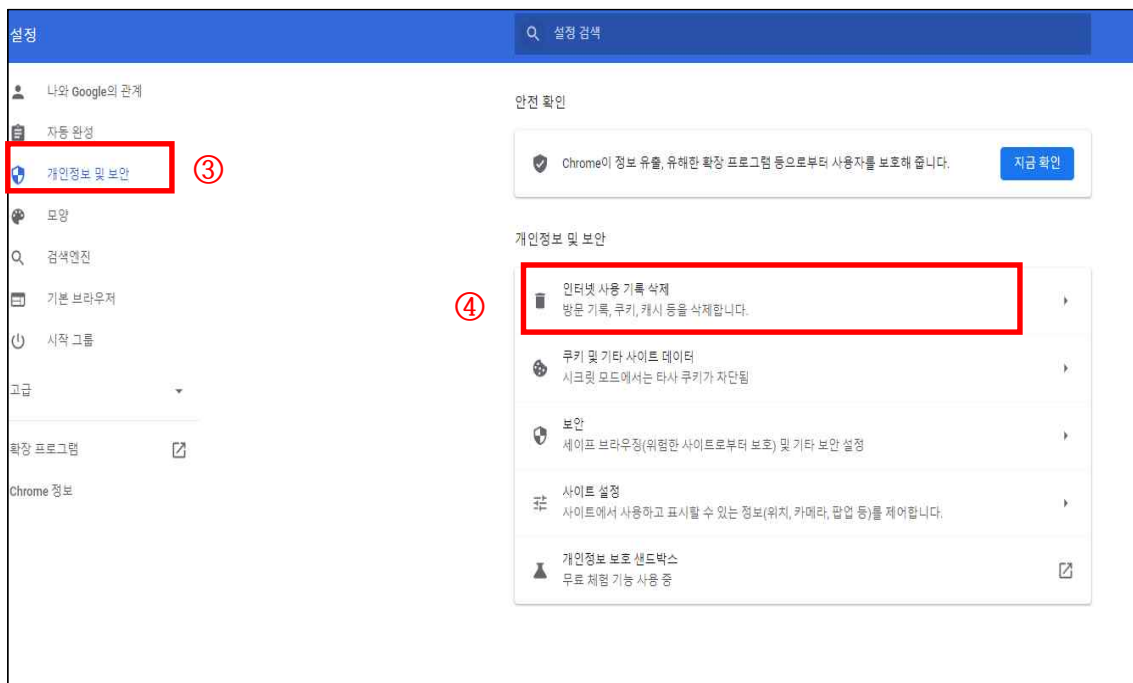 설정
설정 검색
나와 Google의 관계
자동 완성
개인정보 및 보안
③
모양
검색엔진
기본 브라우저
시작 그룹
고급
확장 프로그램
Chrome 정보
안전 확인
Chrome이 정보 유출, 유해한 확장 프로그램 등으로부터 사용자를 보호해 줍니다.
지금 확인
개인정보 및 보안
④
인터넷 사용 기록 삭제
방문 기록, 쿠키, 캐시 등을 삭제합니다.
쿠키 및 기타 사이트 데이터
시크릿 모드에서는 타사 쿠키가 차단됨
보안
세이프 브라우징(위험한 사이트로부터 보호) 및 기타 보안 설정
사이트 설정
사이트에서 사용하고 표시할 수 있는 정보(위치, 카메라, 팝업 등)를 제어합니다.
개인정보 보호 샌드박스
무료 체험 기능 사용 중